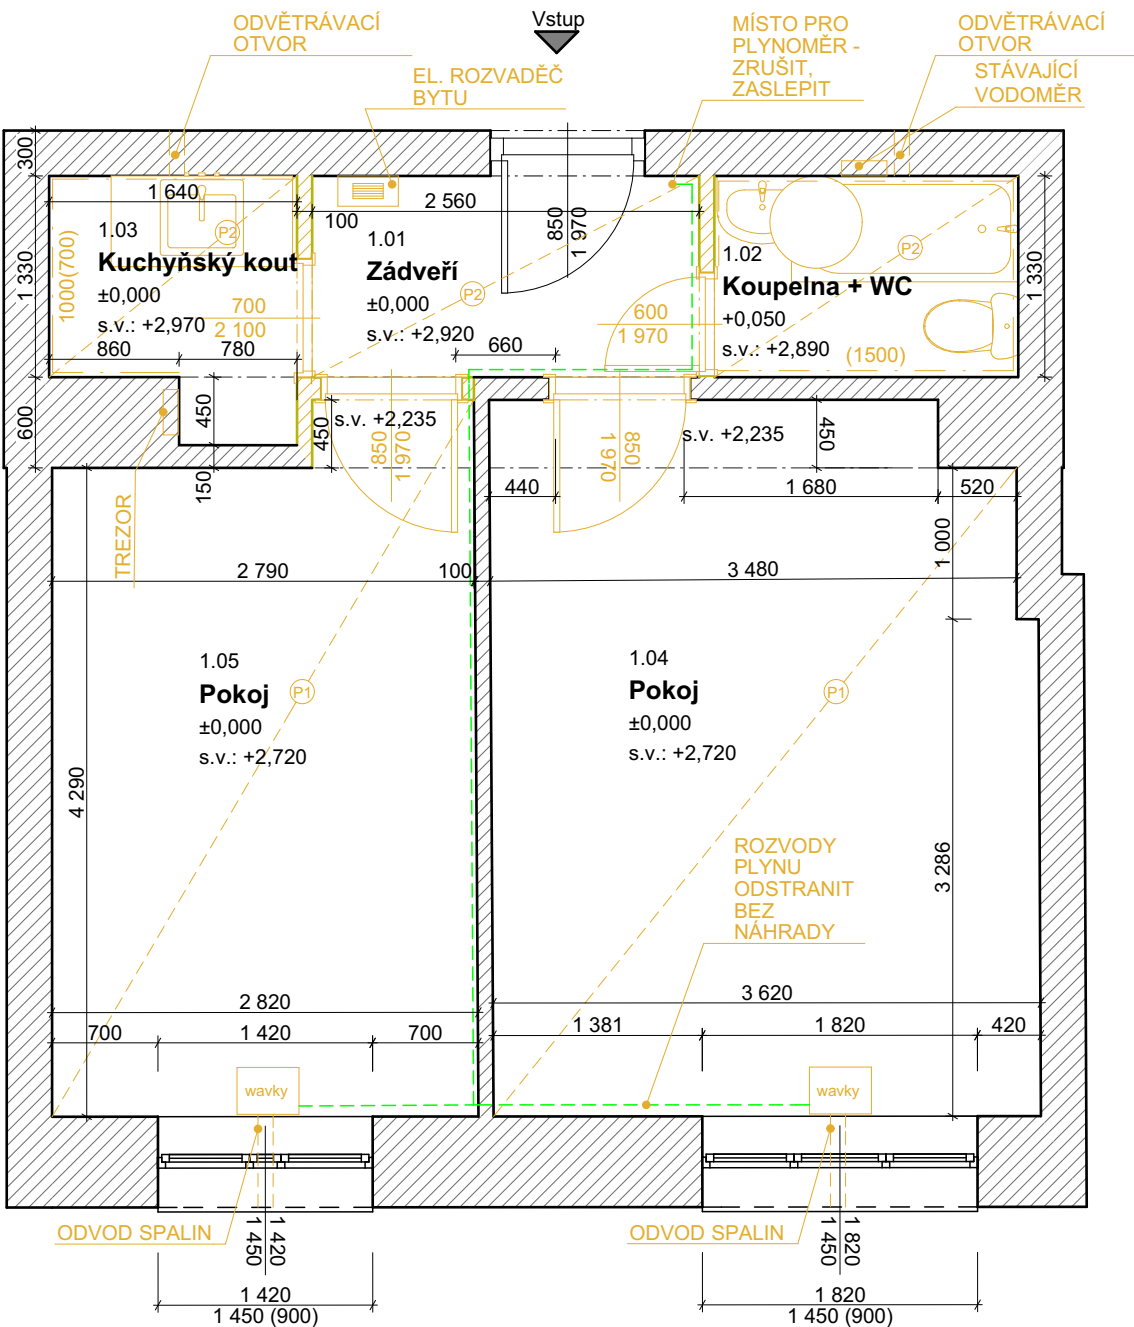 Vstup
ODVĚTRÁVACÍ
OTVOR
EL. ROZVADĚČ
BYTU
MÍSTO PRO
PLYNOMĚR -
ZRUŠIT,
ZASLEPIT
ODVĚTRÁVACÍ
OTVOR
STÁVAJÍCÍ
VODOMĚR
300
1 330
600
1 640
1.03
Kuchyňský kout
±0,000
s.v.: +2,970
1000(700)
P2
700
2 100
860
780
100
2 560
1.01
Zádveří
±0,000
s.v.: +2,920
P2
850
1 970
660
600
1 970
1.02
Koupelna + WC
+0,050
s.v.: +2,890
(1500)
P2
1 330
450
150
TREZOR
450
s.v. +2,235
850
1 970
850
1 970
s.v. +2,235
450
440
1 680
520
1 000
2 790
100
3 480
1.05
Pokoj
±0,000
s.v.: +2,720
P1
1.04
Pokoj
±0,000
s.v.: +2,720
P1
4 290
3 286
ROZVODY
PLYNU
ODSTRANIT
BEZ
NÁHRADY
2 820
700
1 420
700
3 620
1 381
1 820
420
wavky
wavky
ODVOD SPALIN
1 420
1 450
ODVOD SPALIN
1 820
1 450
1 420
1 450 (900)
1 820
1 450 (900)